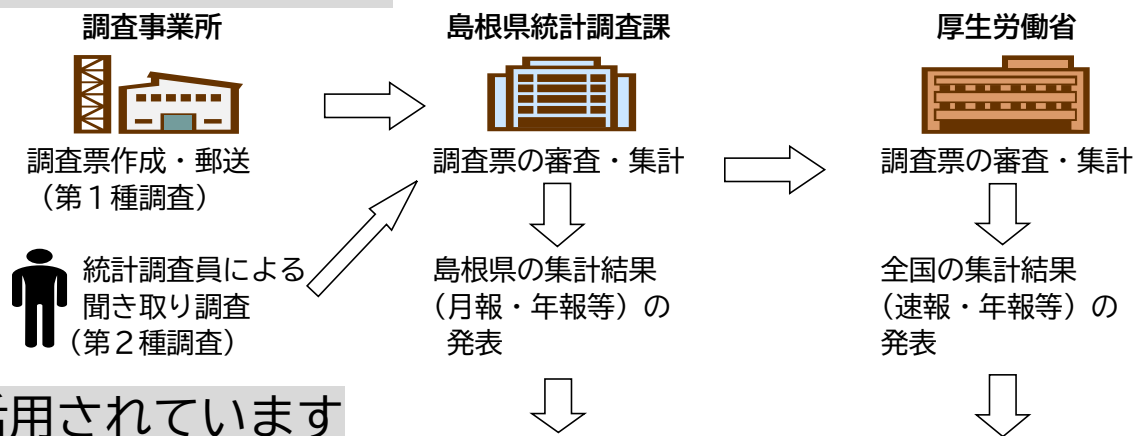 調査事業所
調査票作成・郵送
（第１種調査）
統計調査員による
聞き取り調査
（第２種調査）
島根県統計調査課
調査票の審査・集計
島根県の集計結果
（月報・年報等）の
発表
厚生労働省
調査票の審査・集計
全国の集計結果
（速報・年報等）の
発表
活用されています